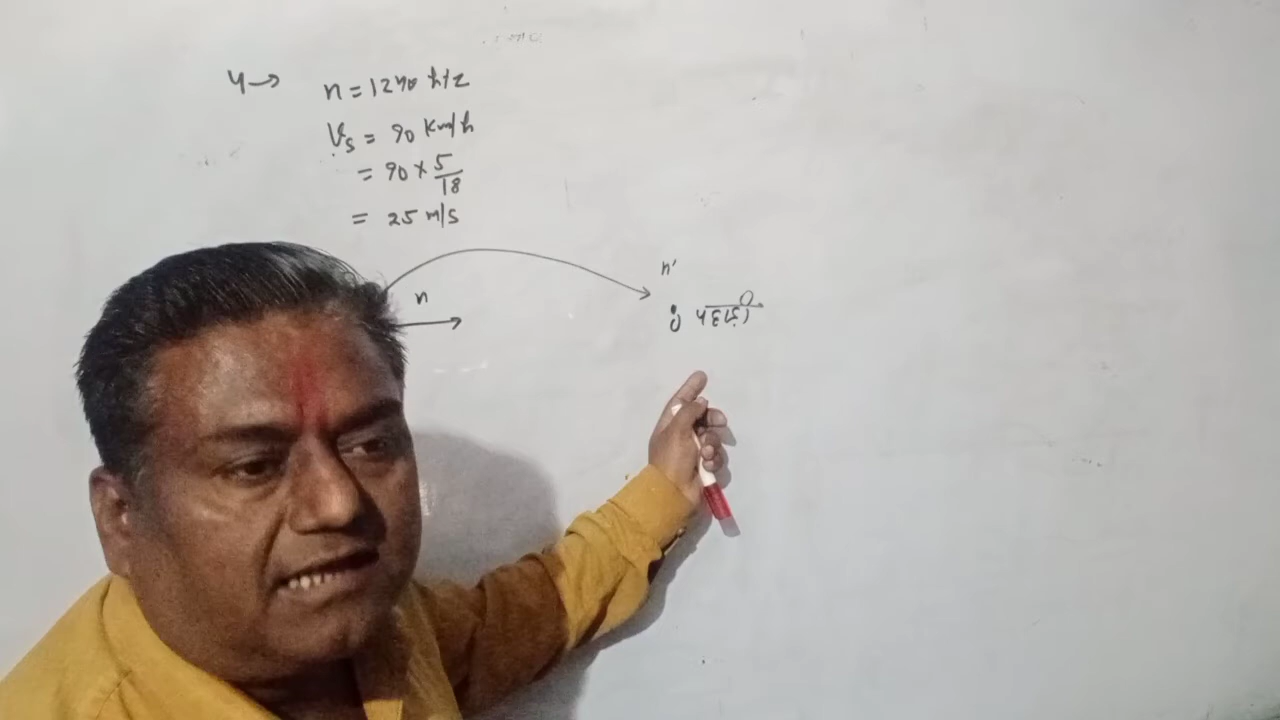 4→ n = 1240 Hz
Vs = 90 Km/h
= 90 × 5/18
= 25 m/s
n n'